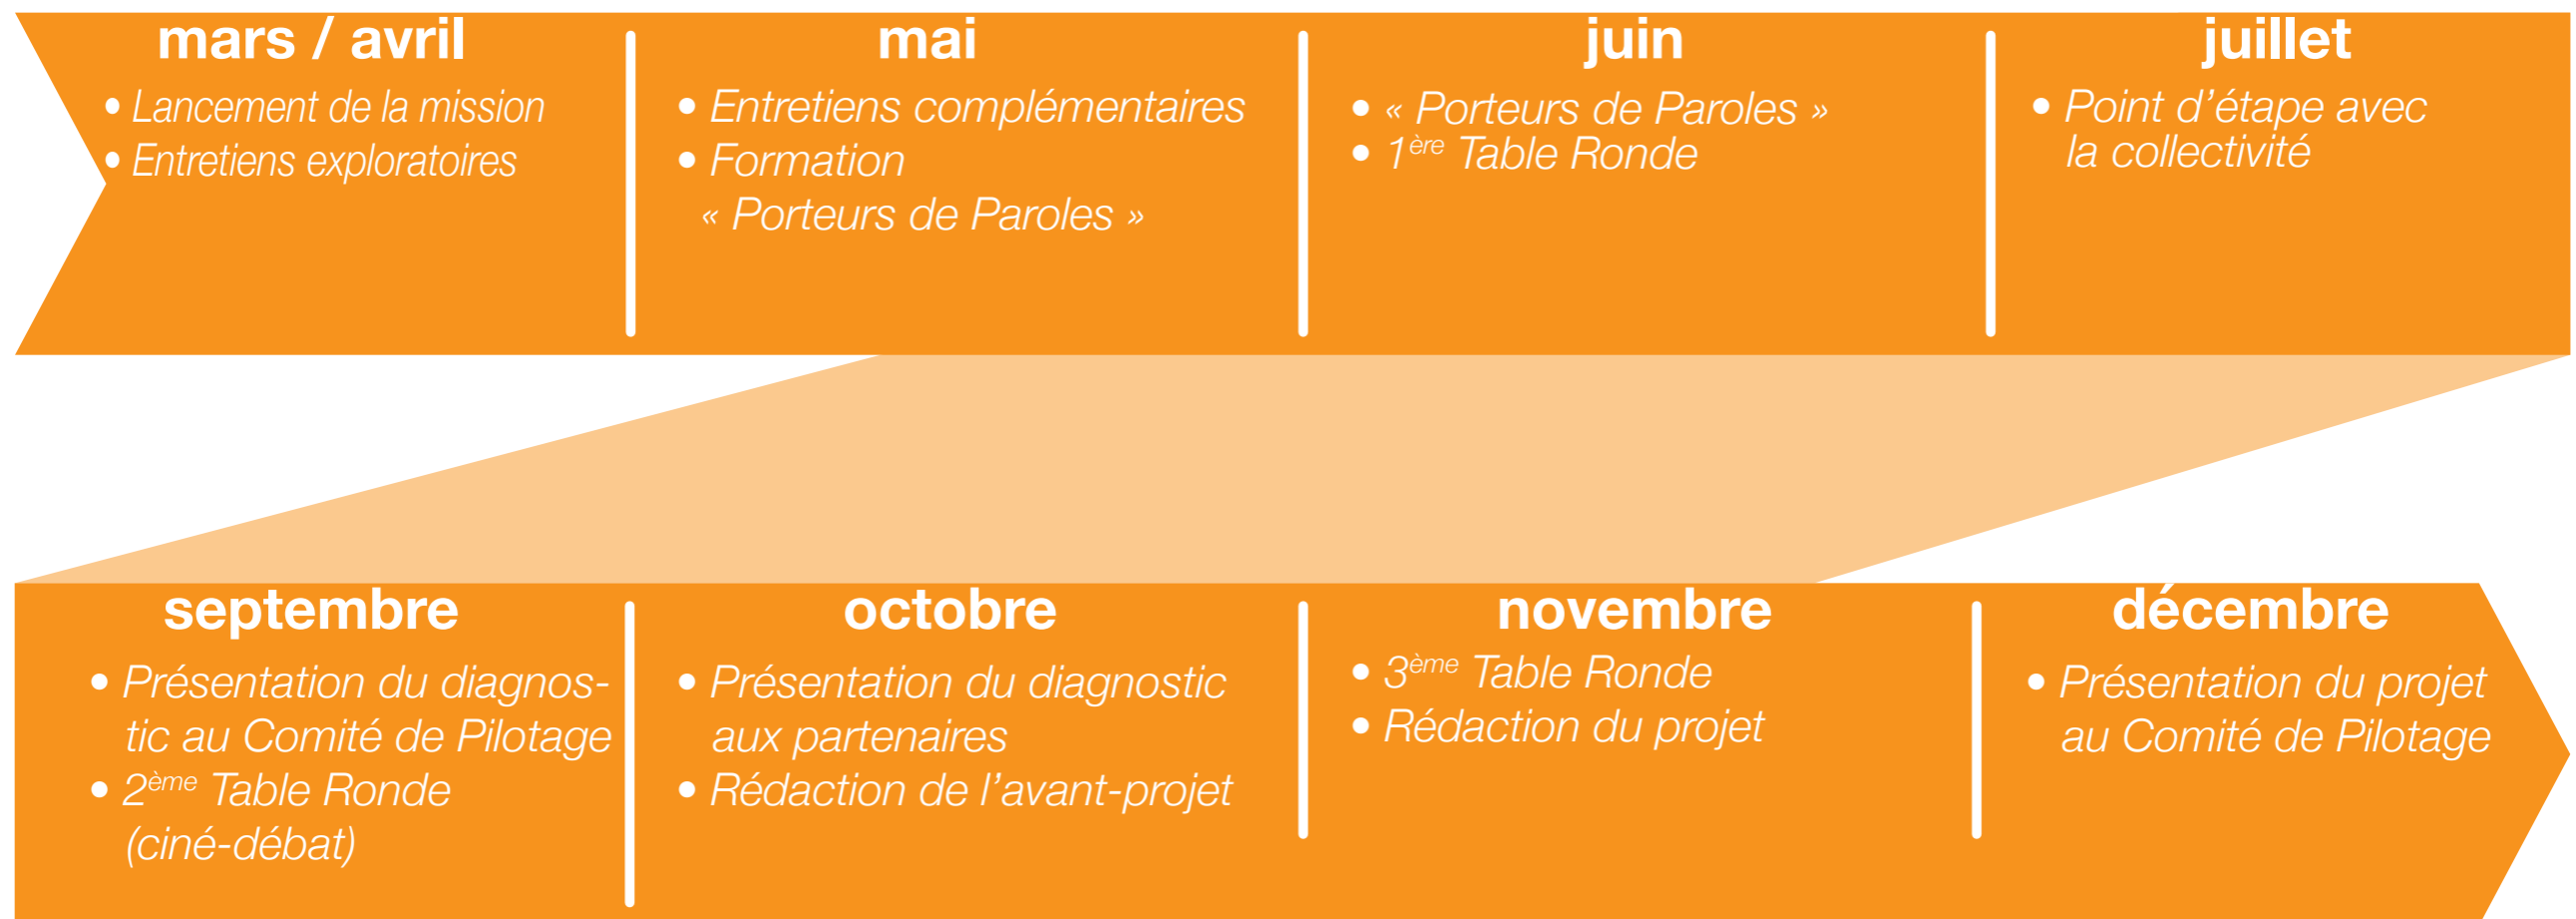 mars / avril
• Lancement de la mission
• Entretiens exploratoires
mai
• Entretiens complémentaires
• Formation
« Porteurs de Paroles »
juin
• « Porteurs de Paroles »
• 1ère Table Ronde
juillet
• Point d’étape avec
la collectivité
septembre
• Présentation du diagnos-
tic au Comité de Pilotage
• 2ème Table Ronde
(ciné-débat)
octobre
• Présentation du diagnostic
aux partenaires
• Rédaction de l’avant-projet
novembre
• 3ème Table Ronde
• Rédaction du projet
décembre
• Présentation du projet
au Comité de Pilotage